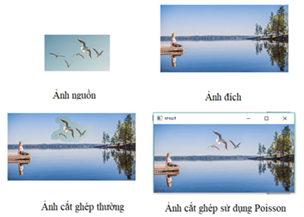 Ảnh nguồn
Ảnh đích
Ảnh cắt ghép thường
Ảnh cắt ghép sử dụng Poisson